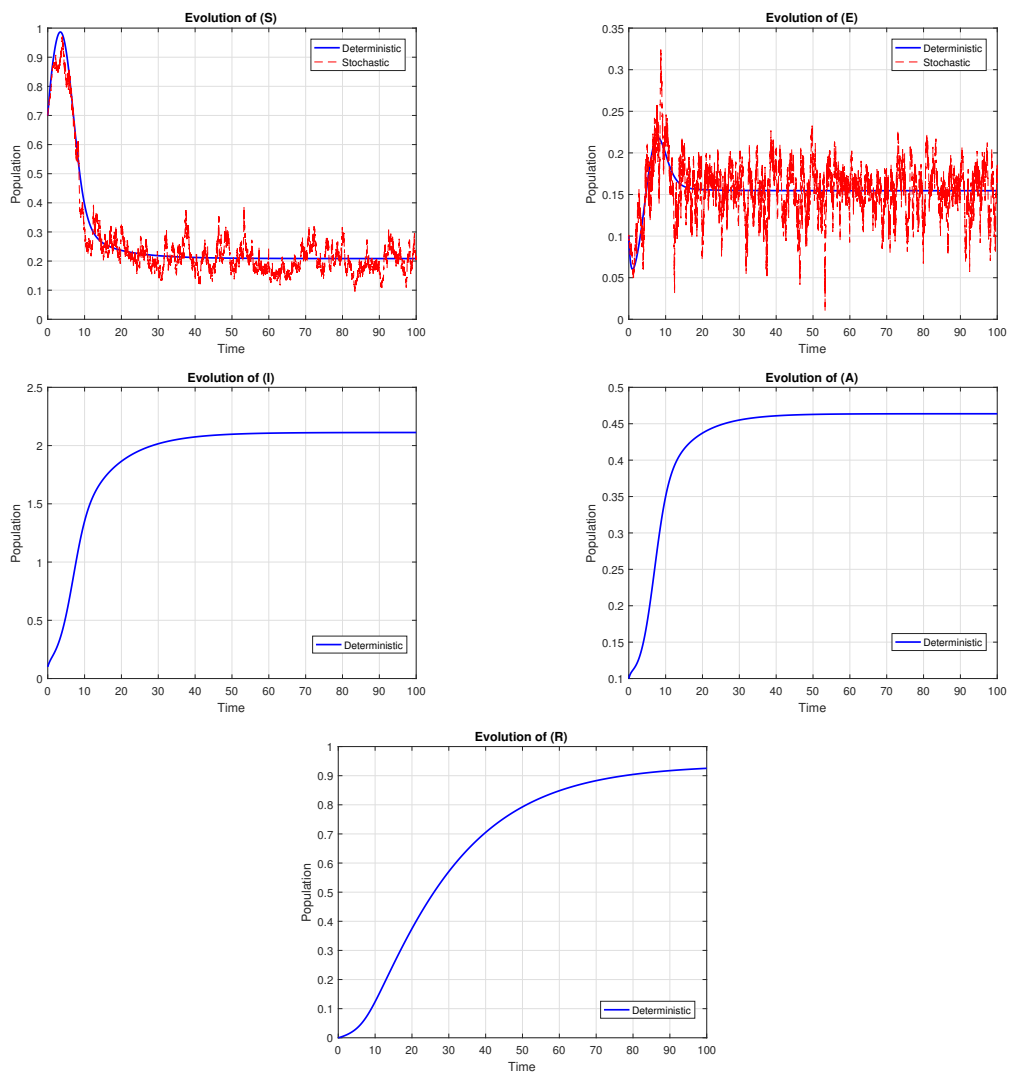 Evolution of (S)
Population
1
0.9
0.8
0.7
0.6
0.5
0.4
0.3
0.2
0.1
0
Deterministic
Stochastic
0 10 20 30 40 50 60 70 80 90 100
Time
Evolution of (E)
Population
0.35
0.3
0.25
0.2
0.15
0.1
0.05
0
Deterministic
Stochastic
0 10 20 30 40 50 60 70 80 90 100
Time
Evolution of (I)
Population
2.5
2
1.5
1
0.5
0
Deterministic
0 10 20 30 40 50 60 70 80 90 100
Time
Evolution of (A)
Population
0.5
0.45
0.4
0.35
0.3
0.25
0.2
0.15
0.1
Deterministic
0 10 20 30 40 50 60 70 80 90 100
Time
Evolution of (R)
Population
1
0.9
0.8
0.7
0.6
0.5
0.4
0.3
0.2
0.1
0
Deterministic
0 10 20 30 40 50 60 70 80 90 100
Time